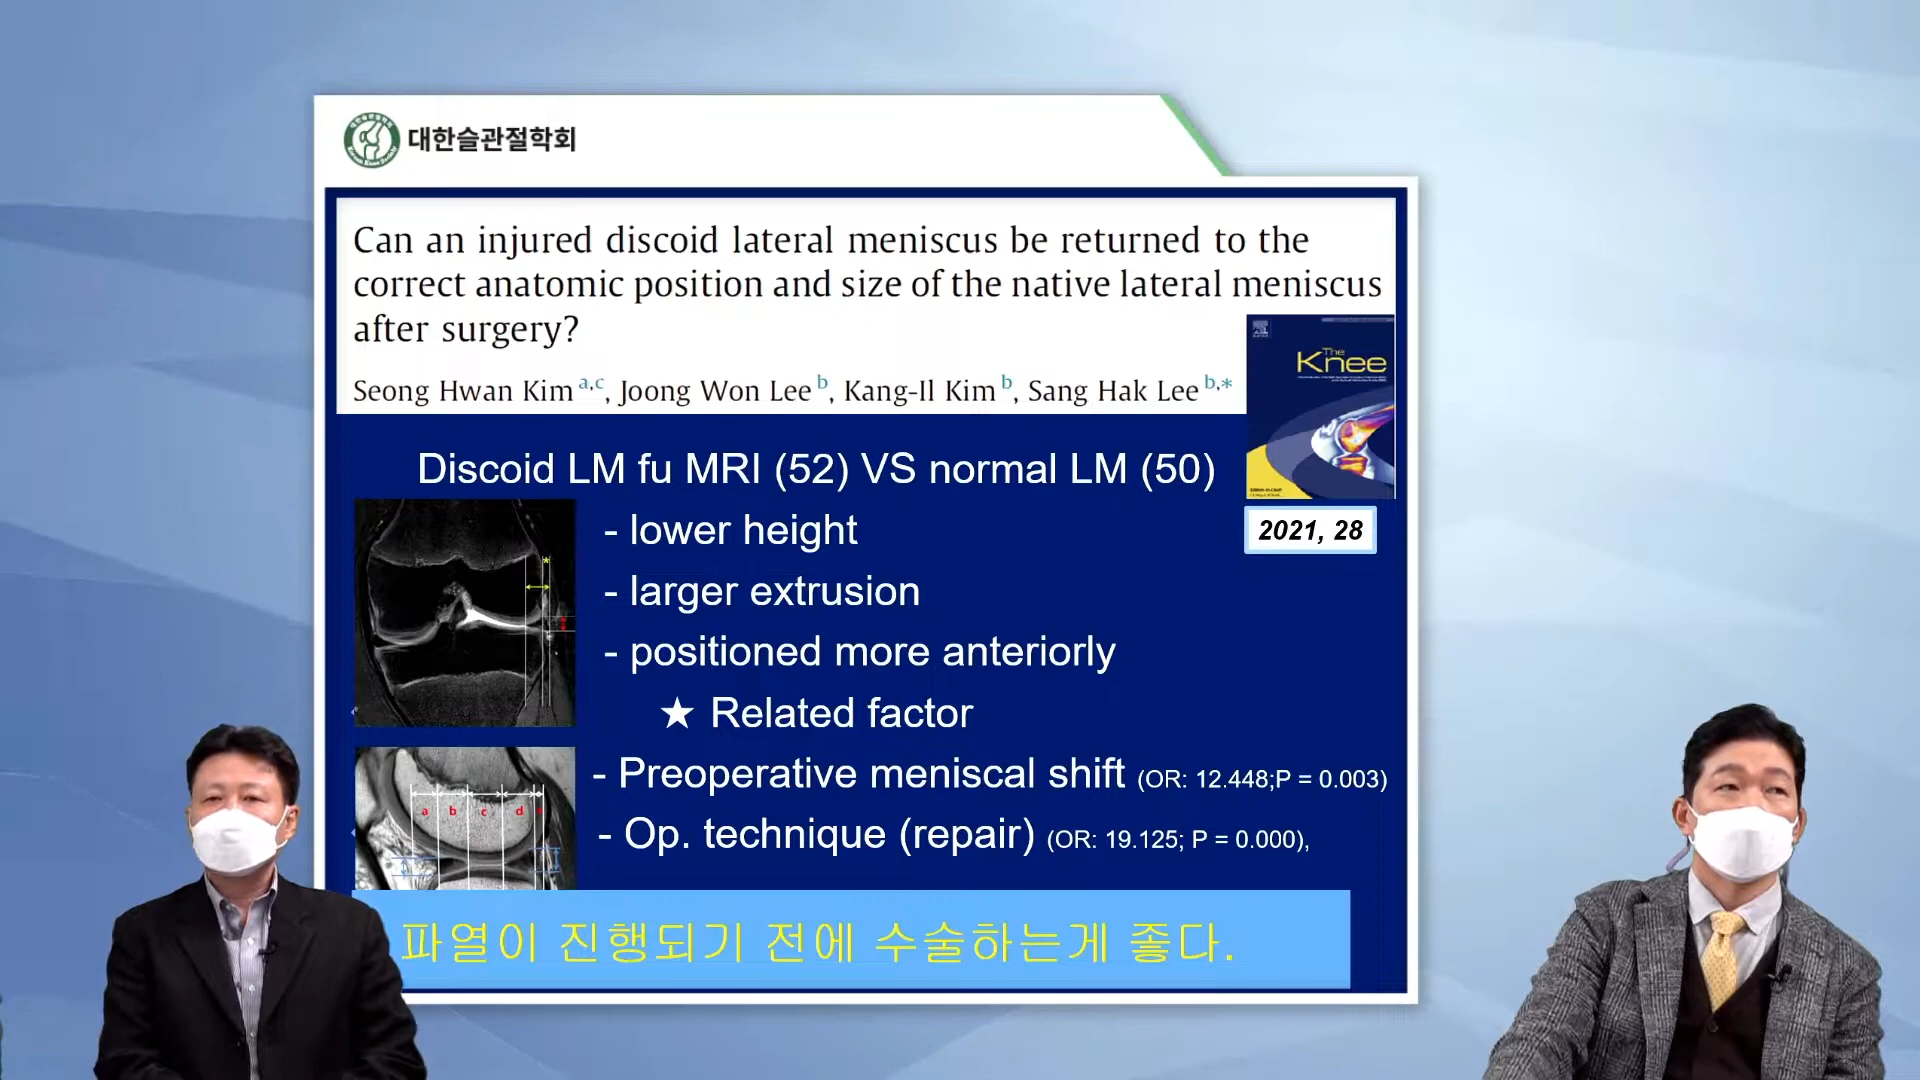 대한슬관절학회
Can an injured discoid lateral meniscus be returned to the
correct anatomic position and size of the native lateral meniscus
after surgery?
Seong Hwan Kim a,c, Joong Won Lee b, Kang-Il Kim b, Sang Hak Lee b,*
The
Knee
2021, 28
Discoid LM fu MRI (52) VS normal LM (50)
- lower height
- larger extrusion
- positioned more anteriorly
★ Related factor
- Preoperative meniscal shift (OR: 12.448;P = 0.003)
- Op. technique (repair) (OR: 19.125; P = 0.000),
a b c d
파열이 진행되기 전에 수술하는게 좋다.